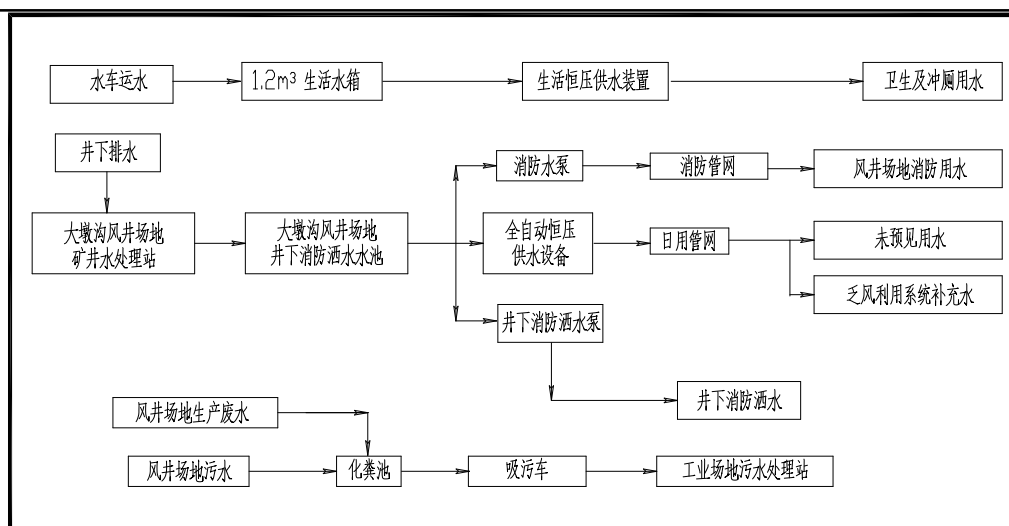 水车运水
1.2m³ 生活水箱
生活恒压供水装置
卫生及冲厕用水
井下排水
消防水泵
消防管网
风井场地消防用水
大墩沟风井场地
矿井水处理站
大墩沟风井场地
井下消防洒水水池
全自动恒压
供水设备
日用管网
未预见用水
乏风利用系统补充水
井下消防洒水泵
井下消防洒水
风井场地生产废水
风井场地污水
化粪池
吸污车
工业场地污水处理站